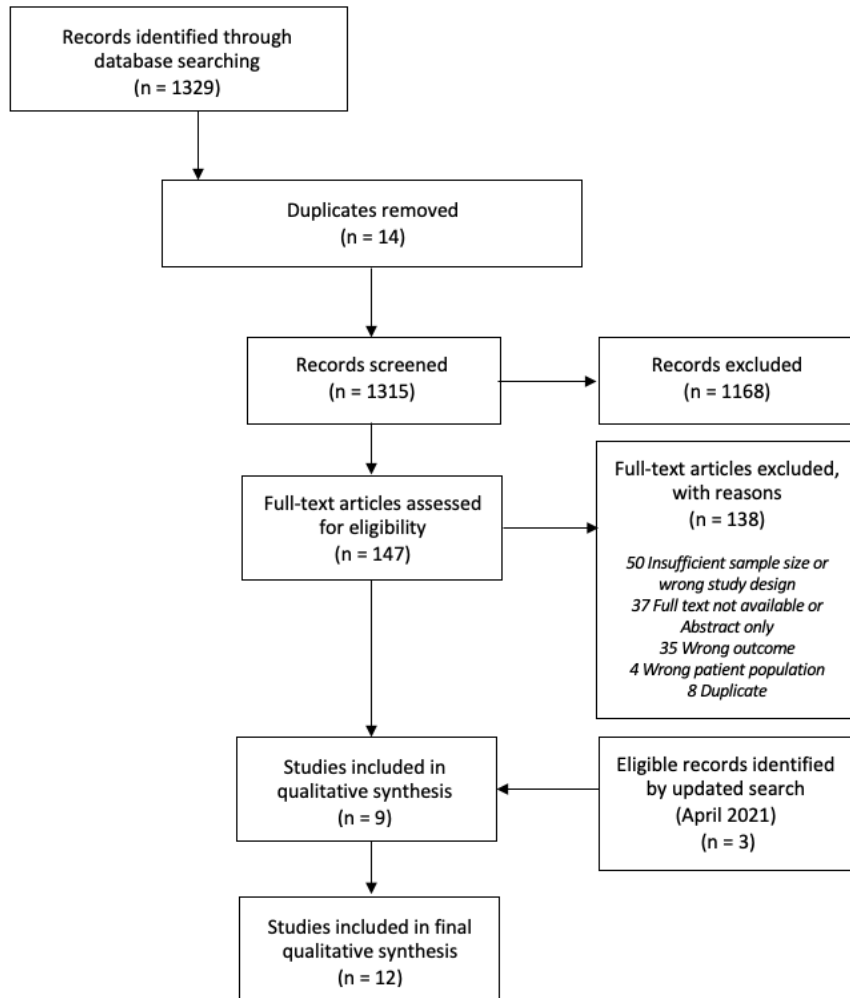 Records identified through
database searching
(n = 1329)
Duplicates removed
(n = 14)
Records screened
(n = 1315)
Records excluded
(n = 1168)
Full-text articles assessed
for eligibility
(n = 147)
Full-text articles excluded,
with reasons
(n = 138)
50 Insufficient sample size or
wrong study design
37 Full text not available or
Abstract only
35 Wrong outcome
4 Wrong patient population
8 Duplicate
Studies included in
qualitative synthesis
(n = 9)
Eligible records identified
by updated search
(April 2021)
(n = 3)
Studies included in final
qualitative synthesis
(n = 12)